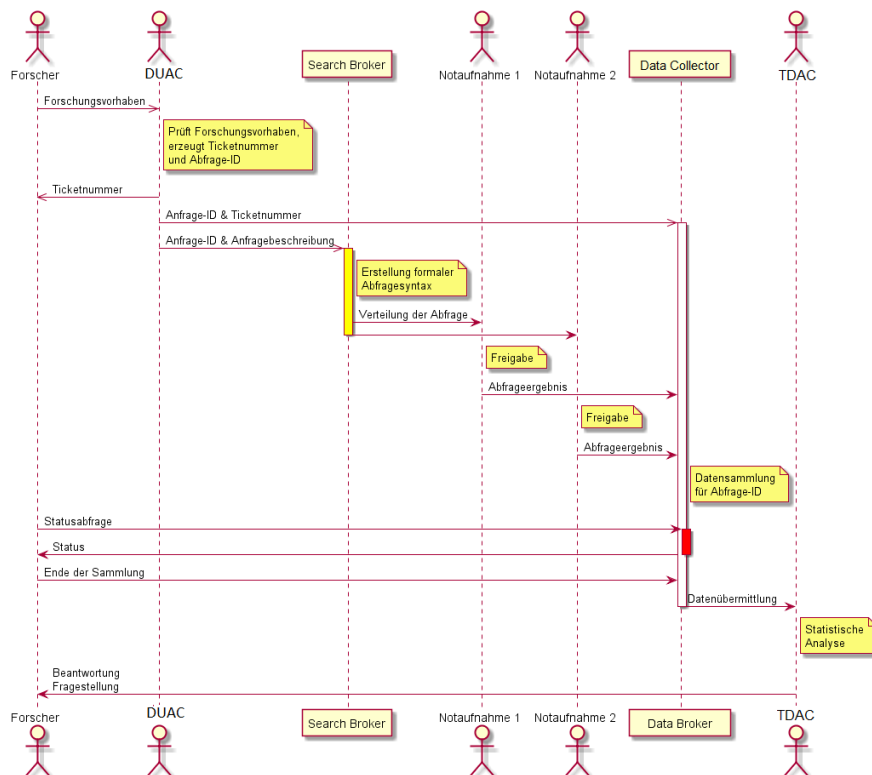 Forscher
DUAC
Search Broker
Notaufnahme 1
Notaufnahme 2
Data Collector
TDAC
Forschungsvorhaben
Prüft Forschungsvorhaben,
erzeugt Ticketnummer
und Abfrage-ID
Ticketnummer
Anfrage-ID & Ticketnummer
Anfrage-ID & Anfragebeschreibung
Erstellung formaler
Abfragesyntax
Verteilung der Abfrage
Freigabe
Abfrageergebnis
Freigabe
Abfrageergebnis
Datensammlung
für Abfrage-ID
Statusabfrage
Status
Ende der Sammlung
Datenübermittlung
Statistische
Analyse
Beantwortung
Fragestellung
Forscher
DUAC
Search Broker
Notaufnahme 1
Notaufnahme 2
Data Broker
TDAC